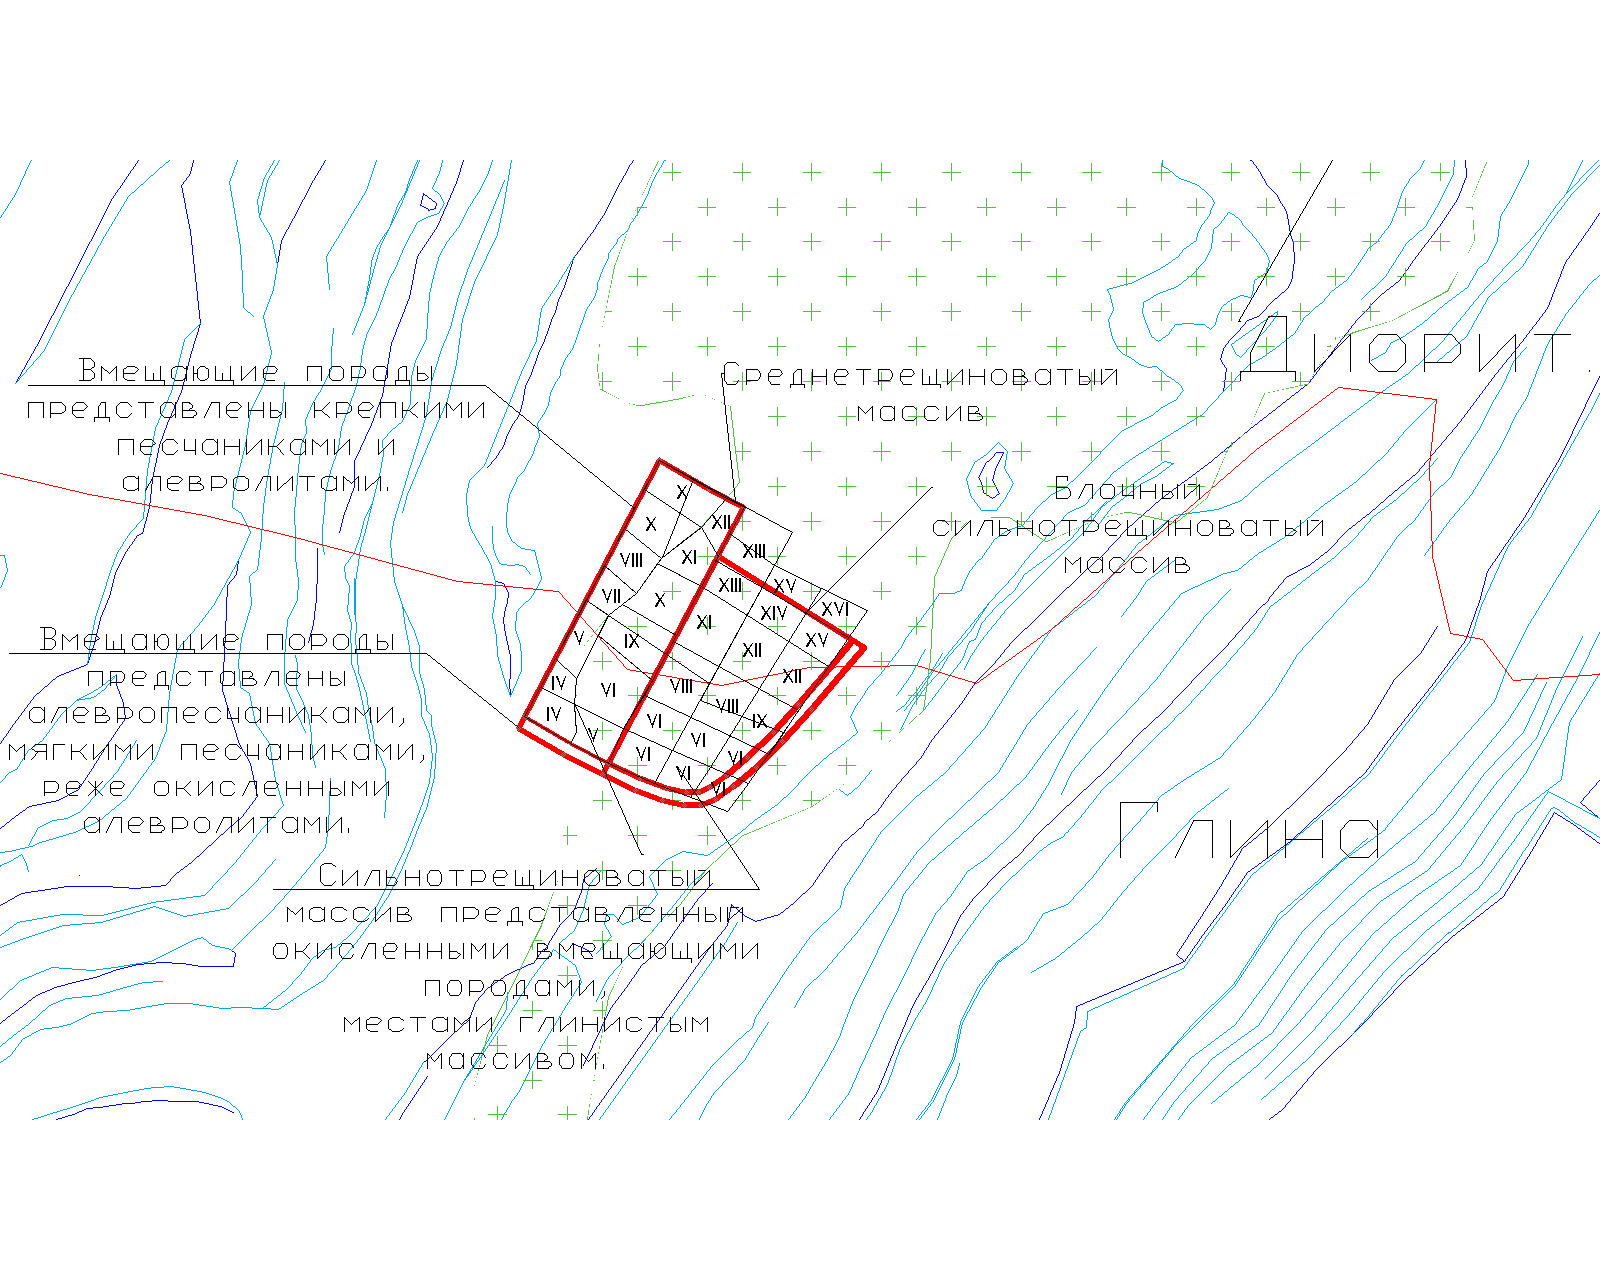 Диорит
Вмещающие породы
представлены крепкими
песчаниками и
алевролитами.
Среднетрещиноватый
массив
Блочный
сильнотрещиноватый
массив
X
X
XII
XIII
VIII
XI
XIII
XV
VII
X
XIV
XVI
V
IX
XI
XII
XV
IV
VI
VIII
XII
IV
V
VI
VIII
IX
VI
VI
VI
VI
VI
Вмещающие породы
представлены
алевропесчаниками,
мягкими песчаниками,
реже окисленными
алевролитами.
Глина
Сильнотрещиноватый
массив представленный
окисленными вмещающими
породами,
местами глинистым
массивом.